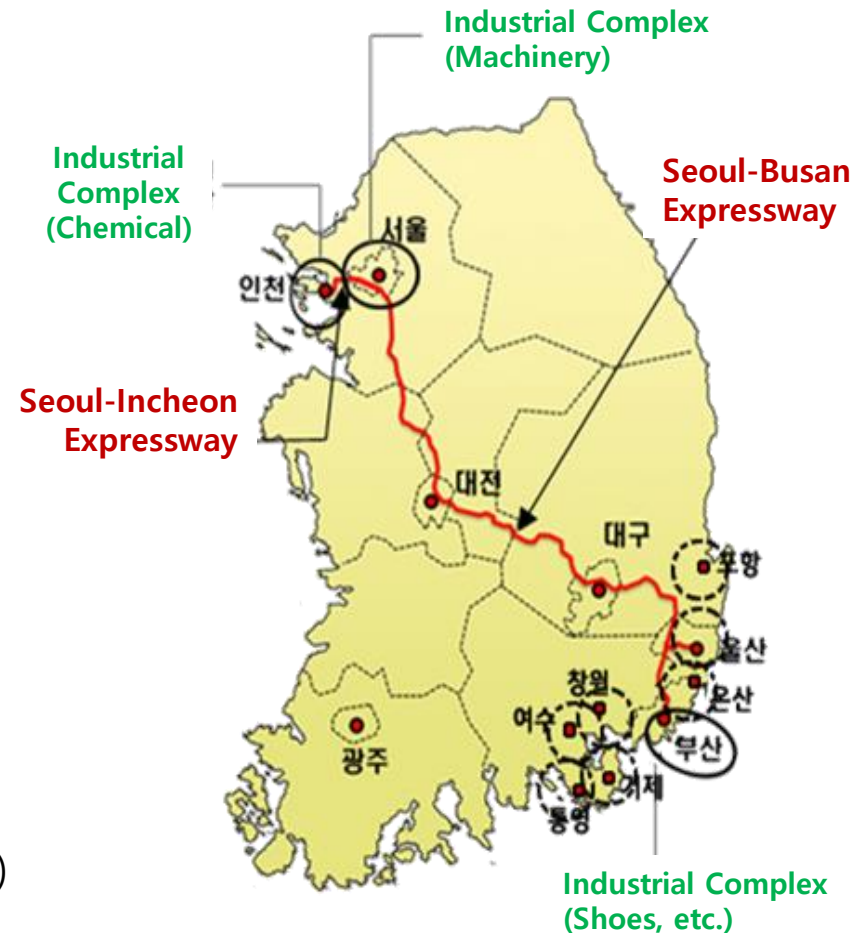 Industrial Complex
(Machinery)
Industrial
Complex
(Chemical)
Seoul-Busan
Expressway
서울
인천
Seoul-Incheon
Expressway
대전
대구
포항
울산
온산
창원
여수
부산
광주
거제
통영
)
Industrial Complex
(Shoes, etc.)